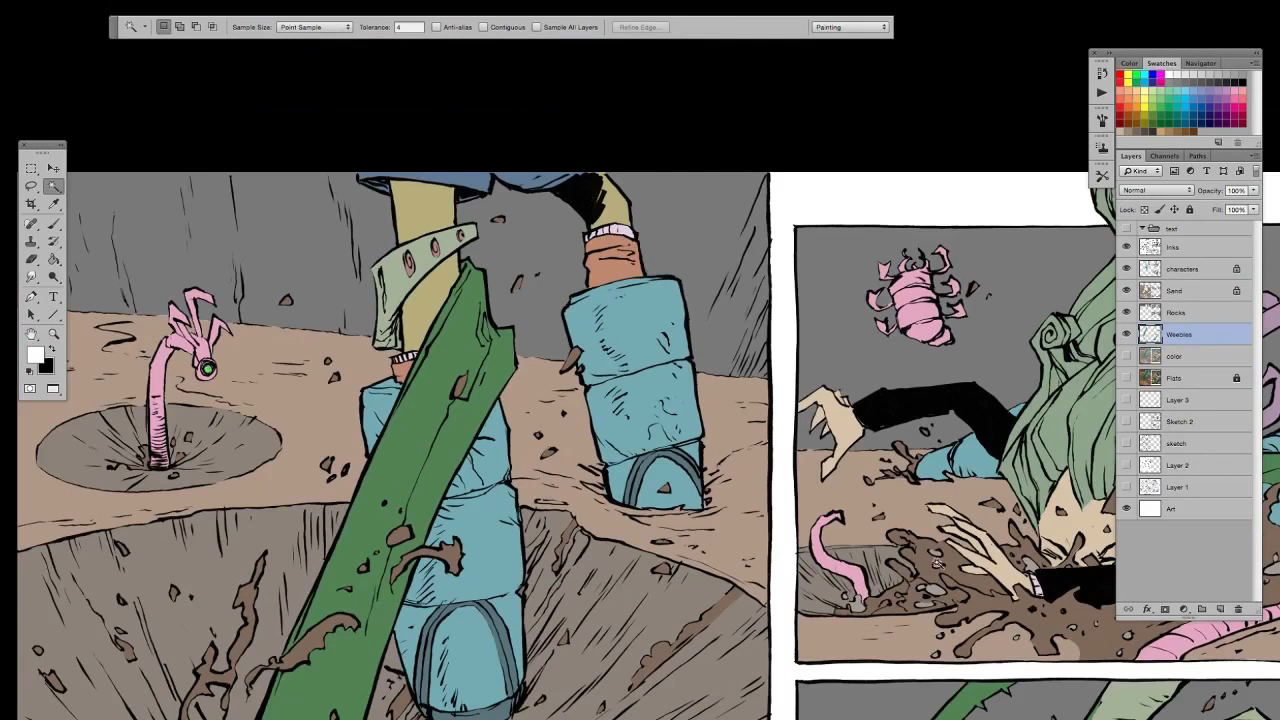 Sample Size: Point Sample Tolerance: 4 Anti-alias Contiguous Sample All Layers Refine Edge... Painting
Color Swatches Navigator
Layers Channels Paths
Kind
Normal Opacity: 100%
Lock: Fill: 100%
text
Inks
characters
Sand
Rocks
Weebles
color
Flats
Layer 3
Sketch 2
sketch
Layer 2
Layer 1
Art